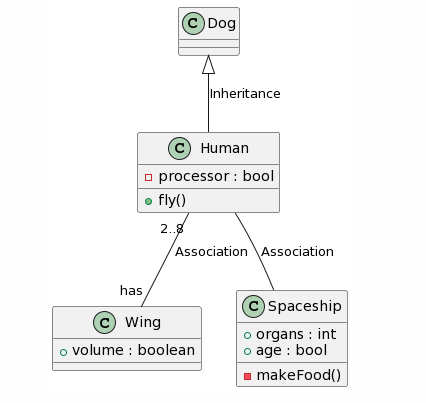 C Dog
Inheritance
C Human
processor : bool
fly()
2..8
Association
Association
has
C Wing
volume : boolean
C Spaceship
organs : int
age : bool
makeFood()